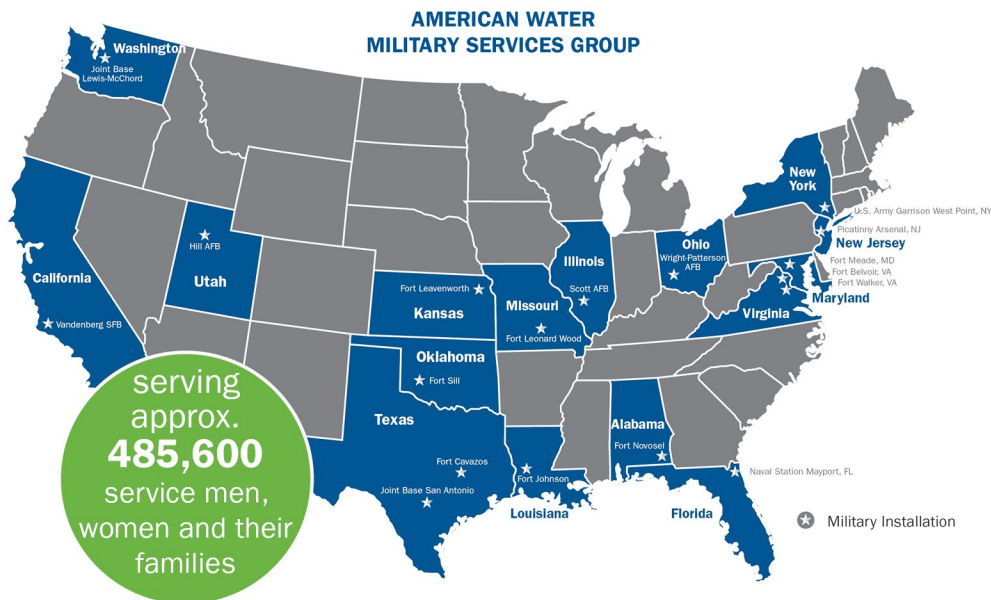 AMERICAN WATER
MILITARY SERVICES GROUP
Washington
Joint Base
Lewis-McChord
New
York
U.S. Army Garrison West Point, NY
Picatinny Arsenal, NJ
New Jersey
Fort Meade, MD
Fort Belvoir, VA
Fort Walker, VA
Maryland
Virginia
Ohio
Wright-Patterson
AFB
Illinois
Scott AFB
Hill AFB
Utah
California
Vandenberg SFB
Fort Leavenworth
Kansas
Missouri
Fort Leonard Wood
Oklahoma
Fort Sill
Texas
Fort Cavazos
Joint Base San Antonio
Alabama
Fort Novosel
Fort Johnson
Louisiana
Naval Station Mayport, FL
Florida
serving
approx.
485,600
service men,
women and their
families
Military Installation